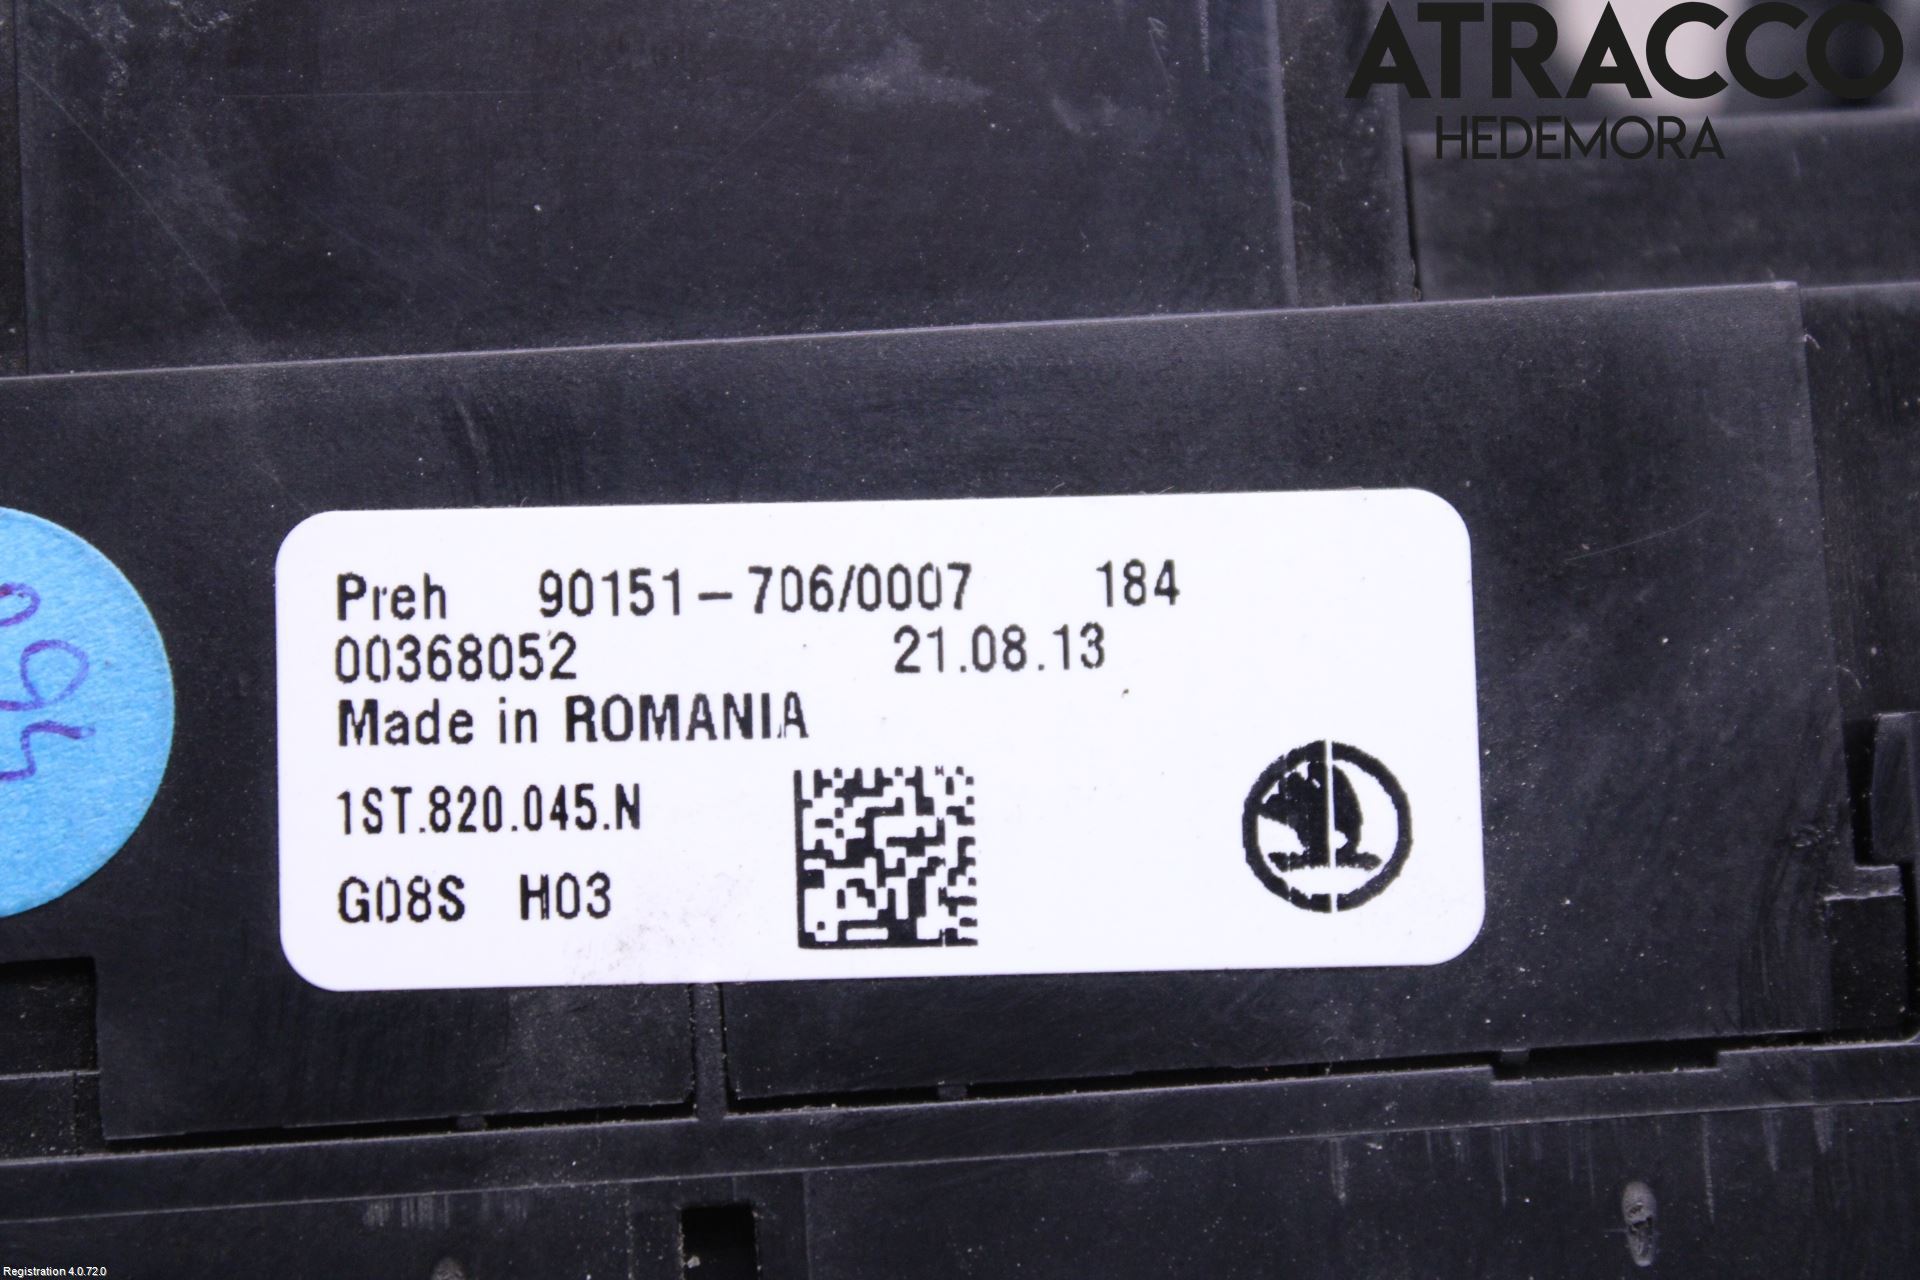 ATRACCO
HEDEMORA
Preh 90151-706/0007 184
00368052 21.08.13
Made in ROMANIA
1ST.820.045.N
G08S H03
Registration 4.0.72.0